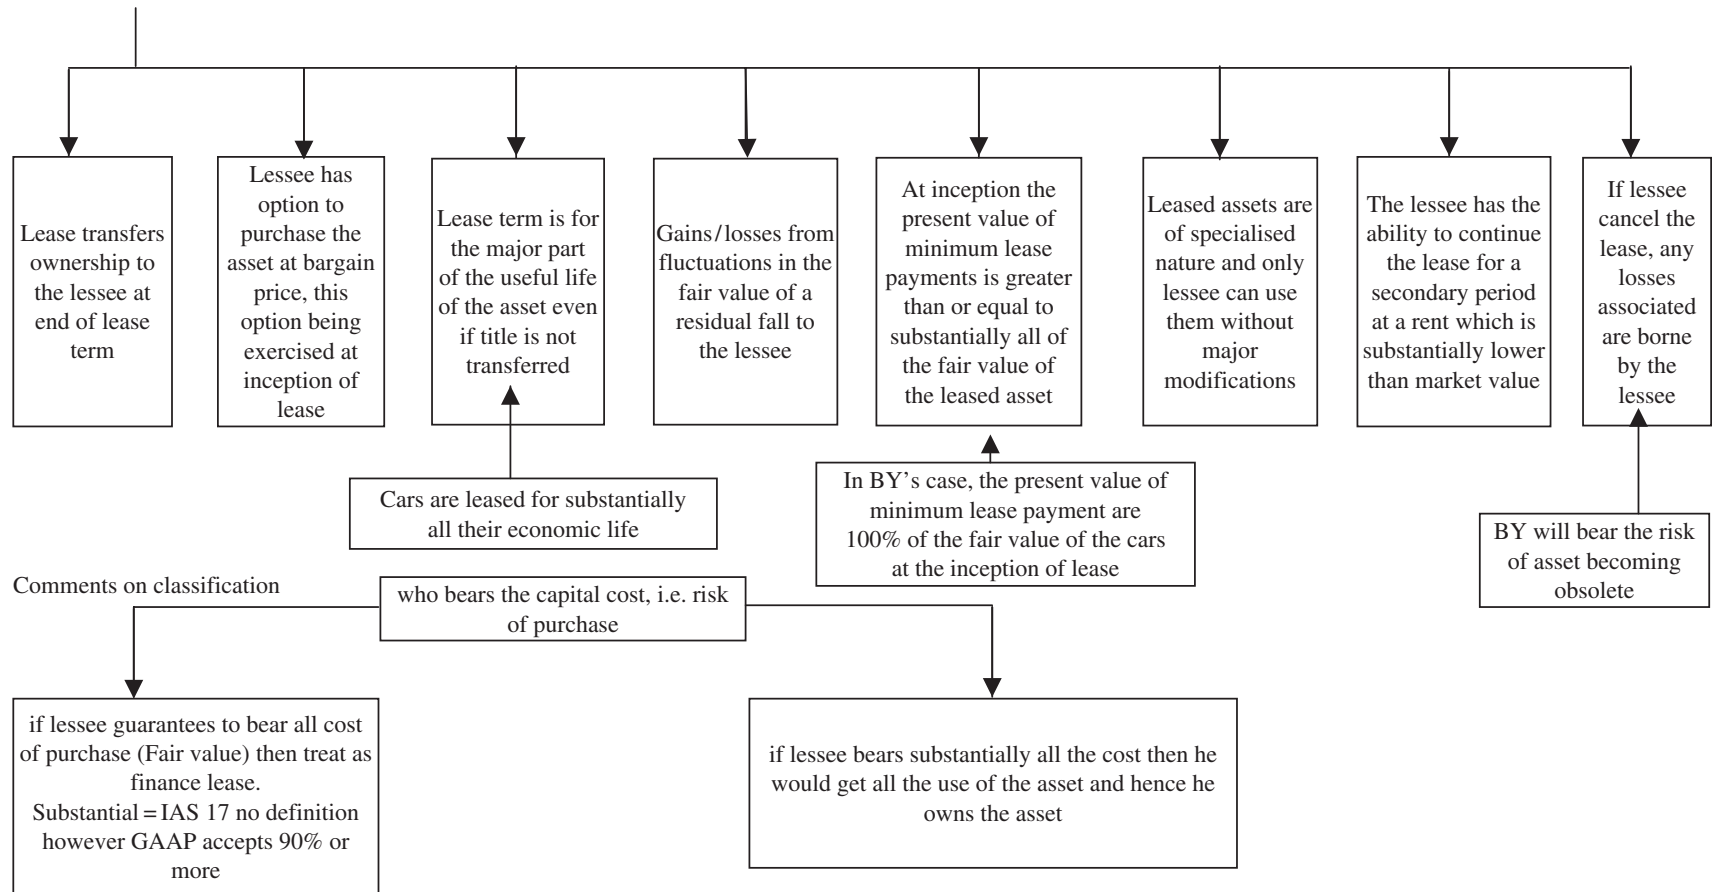 Lease transfers
ownership to
the lessee at
end of lease
term
Lessee has
option to
purchase the
asset at bargain
price, this
option being
exercised at
inception of
lease
Lease term is for
the major part
of the useful life
of the asset even
if title is not
transferred
Gains/losses from
fluctuations in the
fair value of a
residual fall to
the lessee
At inception the
present value of
minimum lease
payments is greater
than or equal to
substantially all of
the fair value of
the leased asset
Leased assets are
of specialised
nature and only
lessee can use
them without
major
modifications
The lessee has the
ability to continue
the lease for a
secondary period
at a rent which is
substantially lower
than market value
If lessee
cancel the
lease, any
losses
associated
are borne
by the
lessee
Cars are leased for substantially
all their economic life
In BY’s case, the present value of
minimum lease payment are
100% of the fair value of the cars
at the inception of lease
BY will bear the risk
of asset becoming
obsolete
Comments on classification
who bears the capital cost, i.e. risk
of purchase
if lessee guarantees to bear all cost
of purchase (Fair value) then treat as
finance lease.
Substantial = IAS 17 no definition
however GAAP accepts 90% or
more
if lessee bears substantially all the cost then he
would get all the use of the asset and hence he
owns the asset